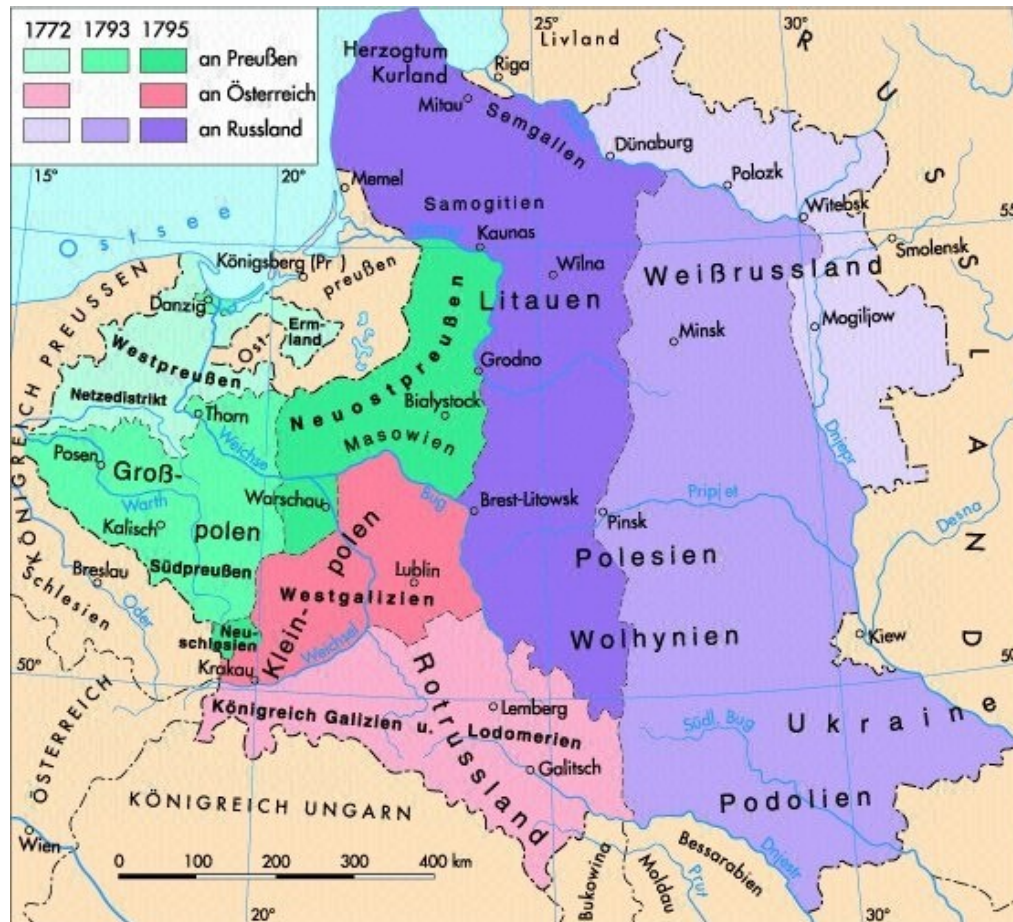 1772 1793 1795
an Preußen
an Österreich
an Russland
25°
30°
Livland
Herzogtum
Kurland
Riga
Mitau
Semgallen
Dünaburg
Polozk
Witebsk
RUSSLAND
15°
20°
55
Memel
Samogitien
Kaunas
Smolensk
Ostsee
Königsberg (Pr )
Preußen
Wilna
Weißrussland
Danzig
Litauen
Mogiljow
Minsk
Erm-
land
Ost-
Westpreußen
Neuostpreußen
Grodno
Netzedistrikt
Bialystock
Thorn
Masowien
Weichse
Dnjepr
KÖNIGREICH PREUSSEN
Posen
Groß-
polen
Warth
Warschau
Bug
Brest-Litowsk
Pripjet
Pinsk
Desna
Kalisch
Südpreußen
Klein-
polen
Lublin
Polesien
Breslau
Schlesien
Oder
Westgalizien
Neu-
schlesien
Weichsel
Wolhynien
Kiew
50°
50
Krakau
Rotrussland
Königreich Galizien u.
Lodomerien
Lemberg
Südl. Bug
Ukraine
Galitsch
ÖSTERREICH
KÖNIGREICH UNGARN
Podolien
Wien
0 100 200 300 400 km
Bukowina
Moldau
Prut
Bessarabien
Dnjestr
20°
30°